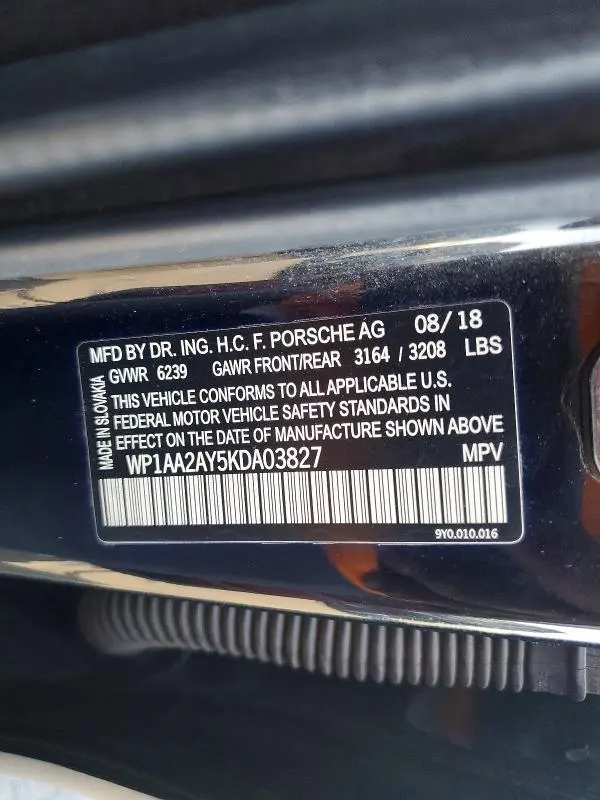 MFD BY DR. ING. H.C. F. PORSCHE AG 08/18
GVWR 6239 GAWR FRONT/REAR 3164 / 3208 LBS
THIS VEHICLE CONFORMS TO ALL APPLICABLE U.S.
FEDERAL MOTOR VEHICLE SAFETY STANDARDS IN
EFFECT ON THE DATE OF MANUFACTURE SHOWN ABOVE
WP1AA2AY5KDA03827 MPV
MADE IN SLOVAKIA
9Y0.010.016